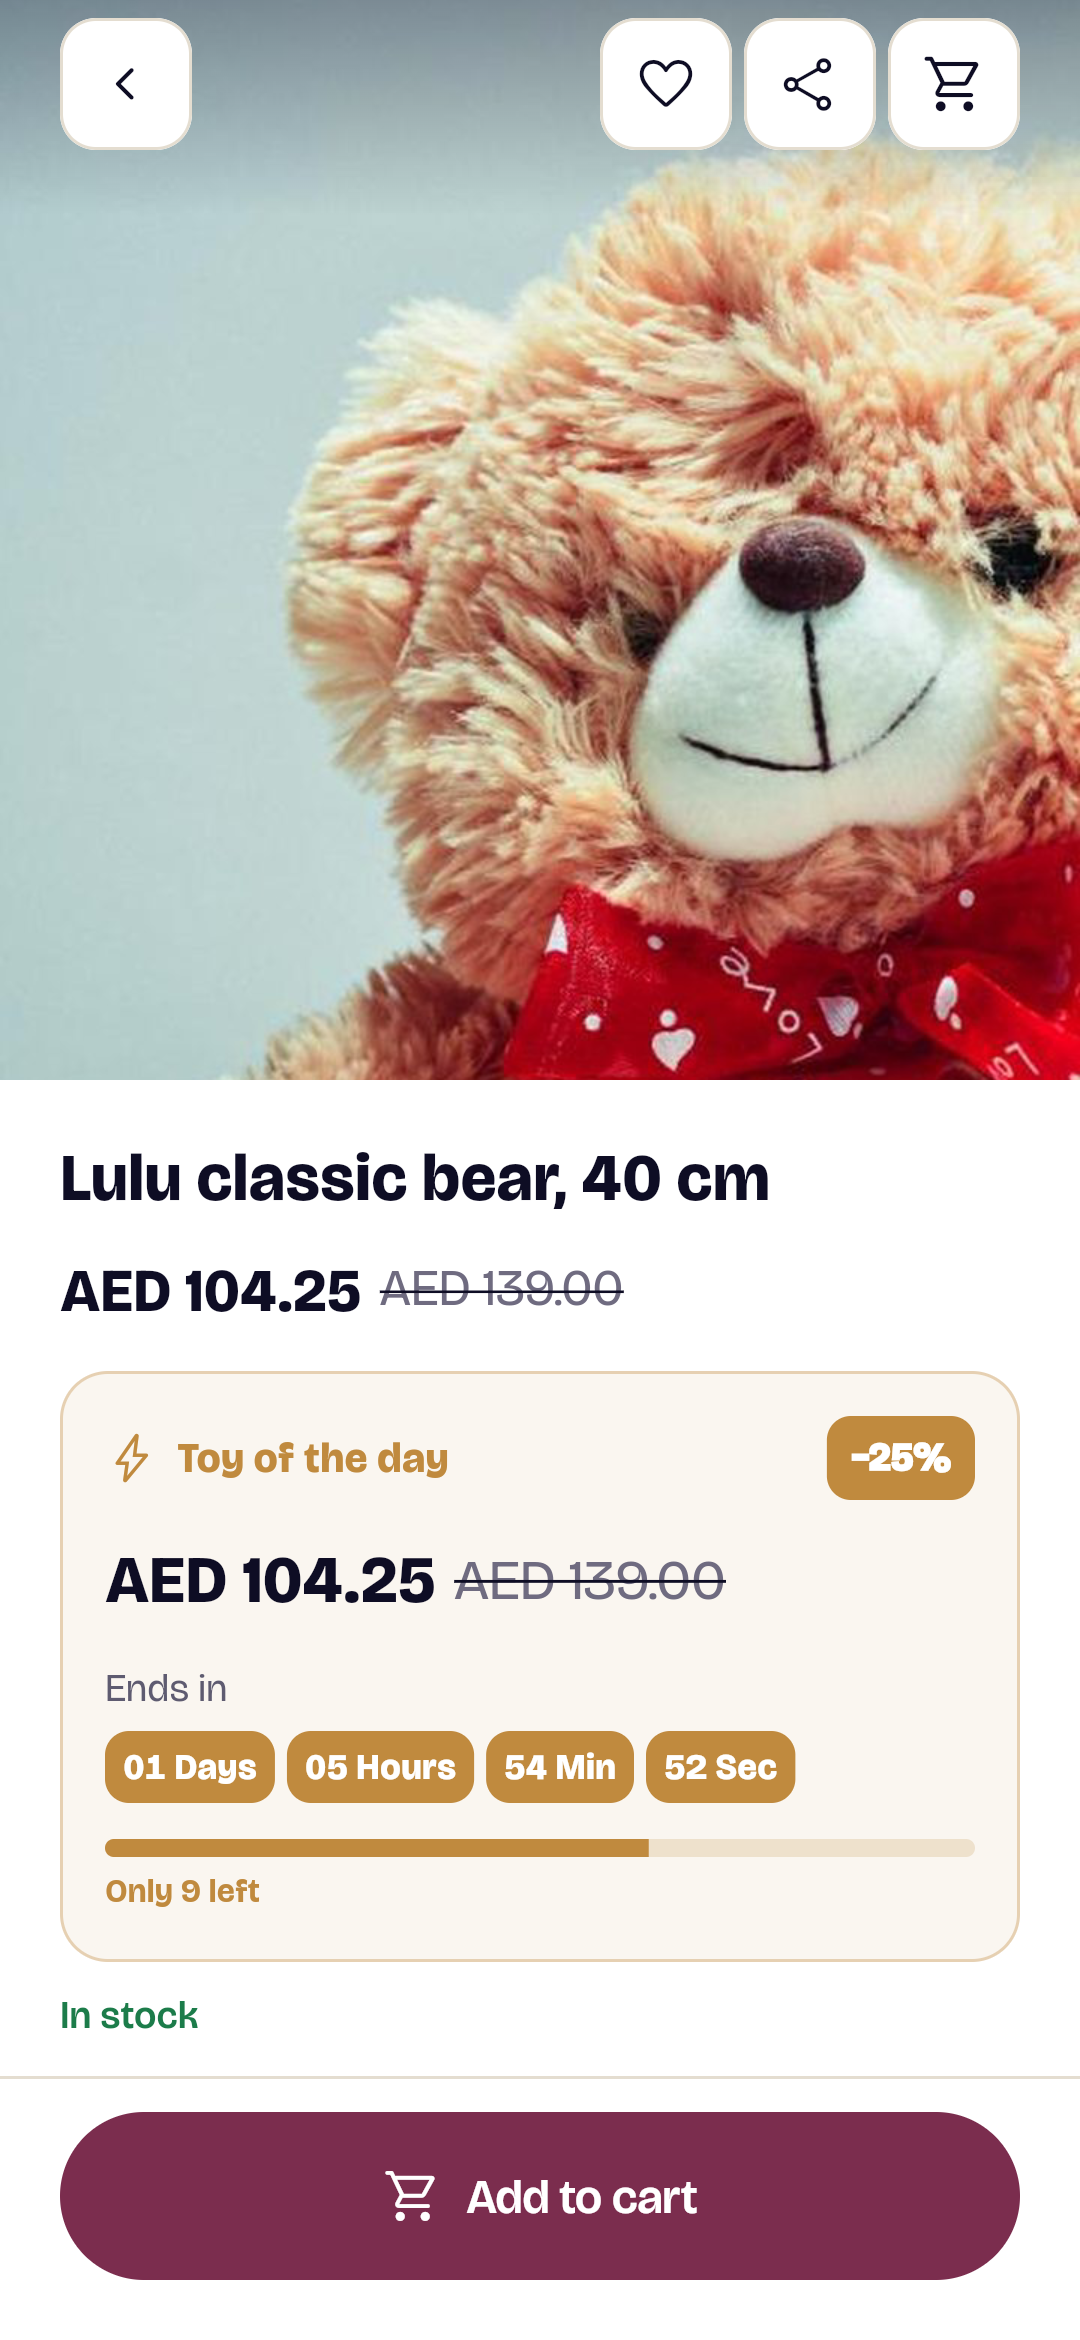 Lulu classic bear, 40 cm
AED 104.25 AED 139.00
Toy of the day
-25%
AED 104.25 AED 139.00
Ends in
01 Days 05 Hours 54 Min 52 Sec
Only 9 left
In stock
Add to cart